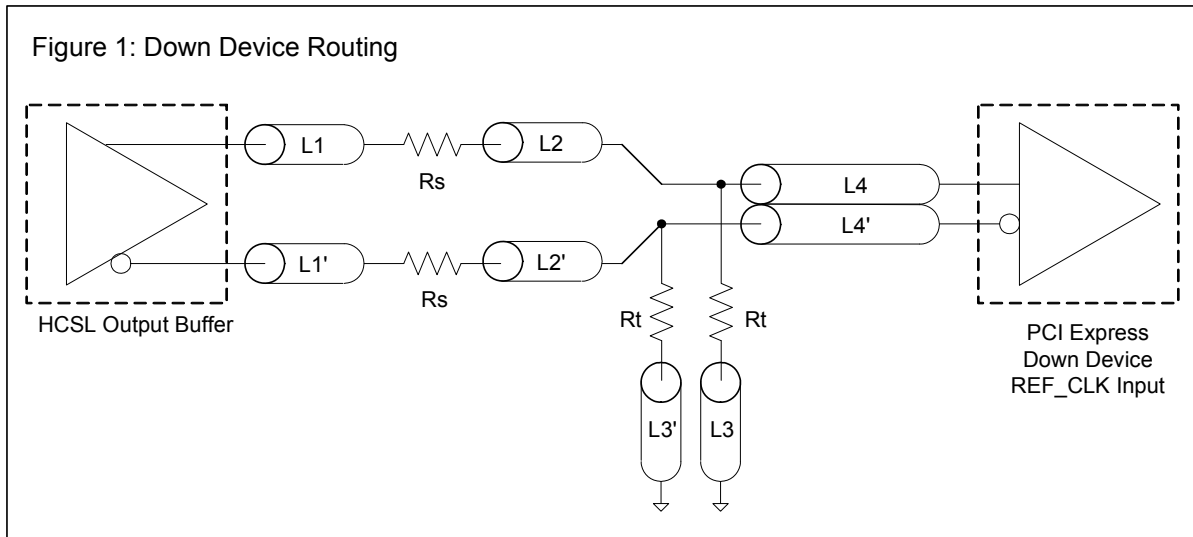 Figure 1: Down Device Routing
L1
Rs
L2
L4
L4'
L1'
Rs
L2'
HCSL Output Buffer
Rt
Rt
PCI Express
Down Device
REF_CLK Input
L3'
L3